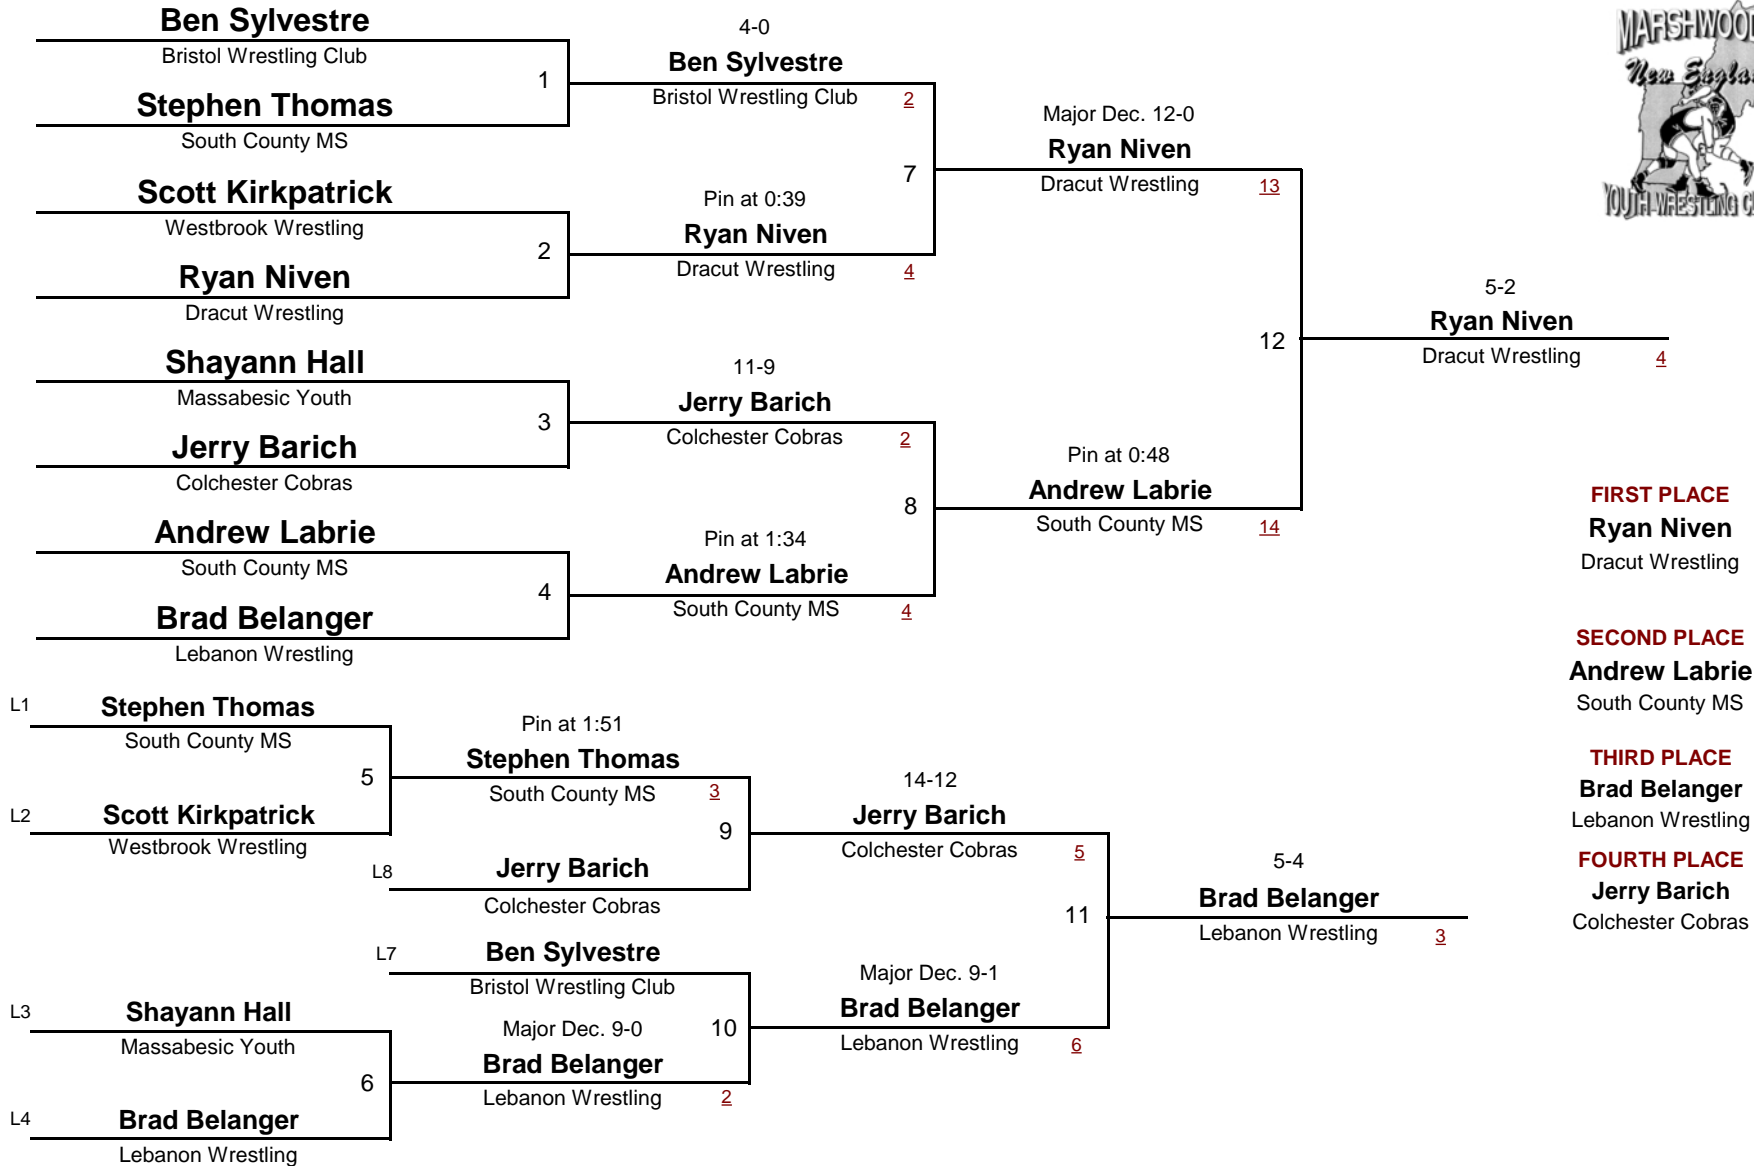 Ben Sylvestre
Bristol Wrestling Club
1
Stephen Thomas
South County MS
Scott Kirkpatrick
Westbrook Wrestling
2
Ryan Niven
Dracut Wrestling
Shayann Hall
Massabesic Youth
3
Jerry Barich
Colchester Cobras
Andrew Labrie
South County MS
4
Brad Belanger
Lebanon Wrestling
4-0
Ben Sylvestre
Bristol Wrestling Club 2
7
Pin at 0:39
Ryan Niven
Dracut Wrestling 4
11-9
Jerry Barich
Colchester Cobras 2
8
Pin at 1:34
Andrew Labrie
South County MS 4
Major Dec. 12-0
Ryan Niven
Dracut Wrestling 13
12
Pin at 0:48
Andrew Labrie
South County MS 14
5-2
Ryan Niven
Dracut Wrestling 4
New
FIRST PLACE
Ryan Niven
Dracut Wrestling
SECOND PLACE
Andrew Labrie
South County MS
THIRD PLACE
Brad Belanger
Lebanon Wrestling
FOURTH PLACE
Jerry Barich
Colchester Cobras
L1 Stephen Thomas
South County MS
5
L2 Scott Kirkpatrick
Westbrook Wrestling
Pin at 1:51
Stephen Thomas
South County MS 3
9
L8 Jerry Barich
Colchester Cobras
L7 Ben Sylvestre
Bristol Wrestling Club
10
L3 Shayann Hall
Massabesic Youth
6
L4 Brad Belanger
Lebanon Wrestling
Major Dec. 9-0
Brad Belanger
Lebanon Wrestling 2
14-12
Jerry Barich
Colchester Cobras 5
11
Major Dec. 9-1
Brad Belanger
Lebanon Wrestling 6
5-4
Brad Belanger
Lebanon Wrestling 3